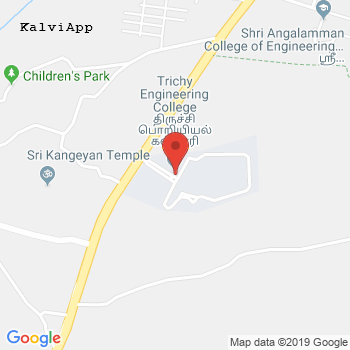 KalviApp
Shri Angalamman
College of Engineering...
ஸ்ரீ...
Children's Park
Trichy
Engineering
College
திருச்சி
பொறியியல்
Sri Kangeyan Temple
Google
Map data ©2019 Google